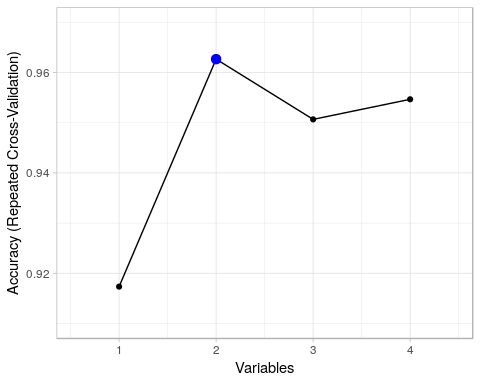 Accuracy (Repeated Cross-Validation)
0.96
0.94
0.92
1 2 3 4
Variables